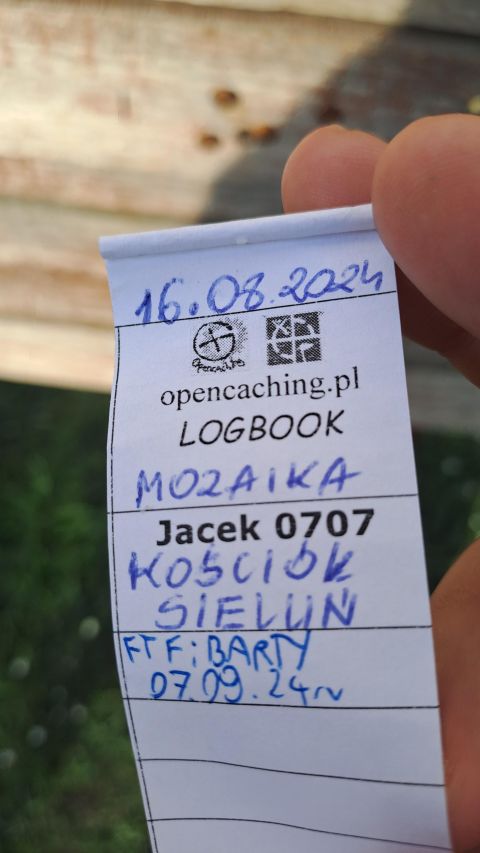 16.08.2024
Opencaching
opencaching.pl
LOGBOOK
MOZAIKA
Jacek 0707
KOŚCIÓŁ
SIELUŃ
FTF: BARTY
07.09.24r